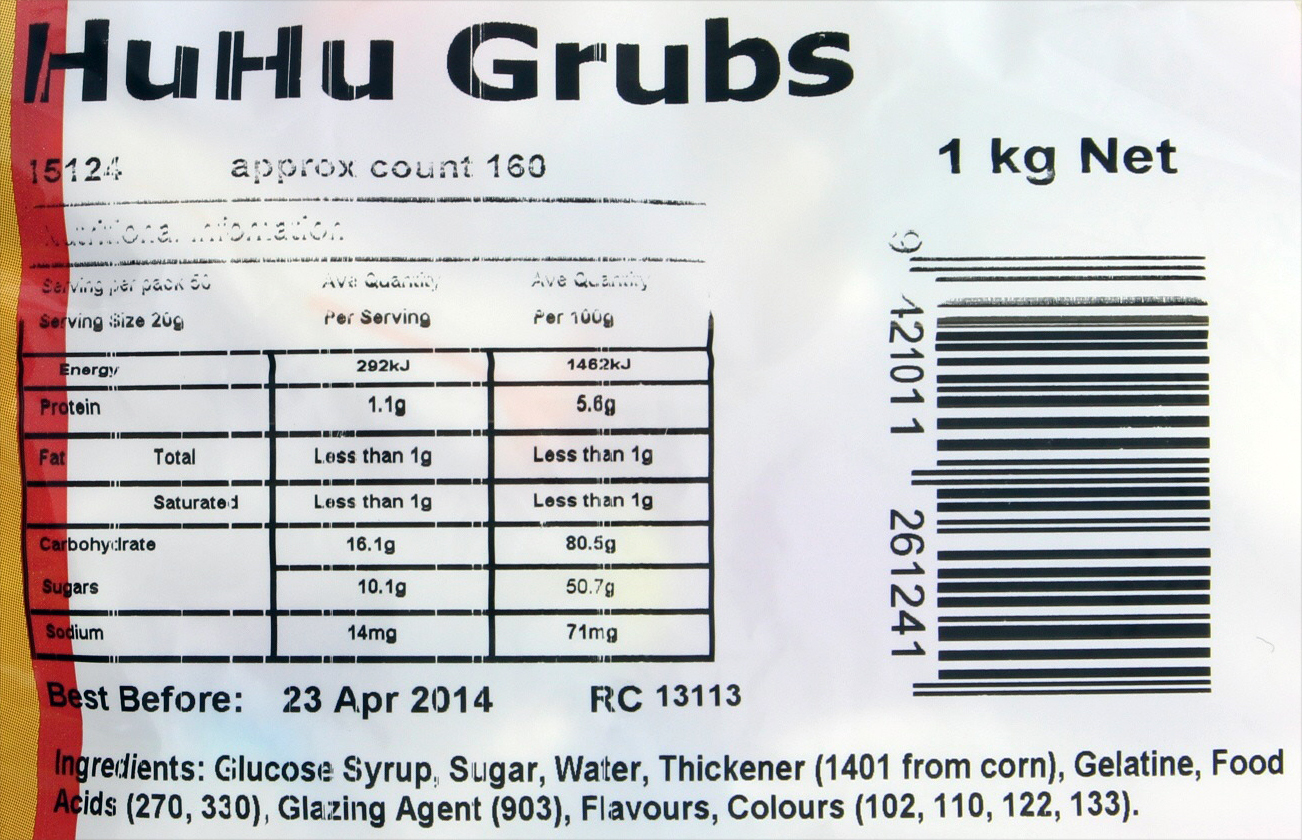 HuHu Grubs
15124 approx count 160
1 kg Net
Nutritional Infomation
Serving per pack 50 Ave Quantity Ave Quantity
Serving Size 20g Per Serving Per 100g
Energy 292kJ 1462kJ
Protein 1.1g 5.6g
Fat Total Less than 1g Less than 1g
Saturated Less than 1g Less than 1g
Carbohydrate 16.1g 80.5g
Sugars 10.1g 50.7g
Sodium 14mg 71mg
9 421011 261241
Best Before: 23 Apr 2014 RC 13113
Ingredients: Glucose Syrup, Sugar, Water, Thickener (1401 from corn), Gelatine, Food
Acids (270, 330), Glazing Agent (903), Flavours, Colours (102, 110, 122, 133).